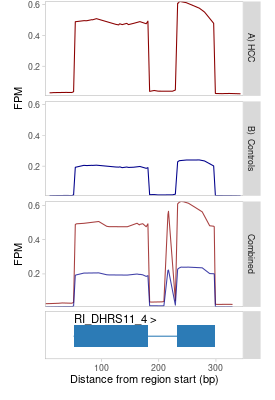 0.6
0.4
0.2
FPM
A) HCC
0.6
0.4
0.2
B) Controls
0.6
0.4
0.2
FPM
Combined
RI_DHRS11_4 >
100
200
300
Distance from region start (bp)